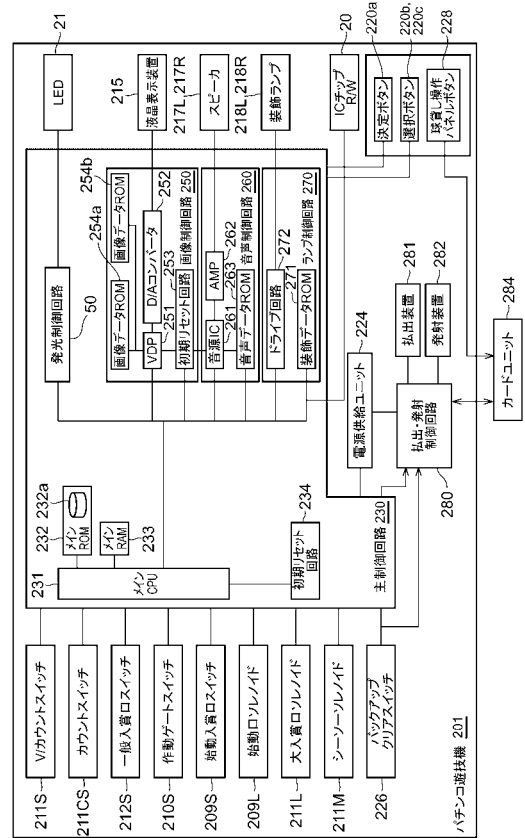 21
LED
215
液晶表示装置
217L,217R
スピーカ
218L,218R
装飾ランプ
20
ICチップ
R/W
220a
決定ボタン
220b,
220c
選択ボタン
228
球貸し操作
パネルボタン
発光制御回路
50
254b
画像データROM
254a
画像データROM
D/Aコンバータ
252
VDP
251
253
初期リセット回路
画像制御回路 250
AMP
262
音源IC
261
263
音声データROM
音声制御回路 260
ドライブ回路
272
271
装飾データROM
ランプ制御回路 270
224
電源供給ユニット
281
払出装置
282
発射装置
払出・発射
制御回路
280
284
カードユニット
232a
232
メイン
ROM
メイン
RAM
233
231
メイン
CPU
234
初期リセット
回路
主制御回路 230
V/カウントスイッチ
211S
カウントスイッチ
211CS
一般入賞口スイッチ
212S
作動ゲートスイッチ
210S
始動入賞口スイッチ
209S
始動口ソレノイド
209L
大入賞口ソレノイド
211L
シーソーソレノイド
211M
バックアップ
クリアスイッチ
226
パチンコ遊技機 201